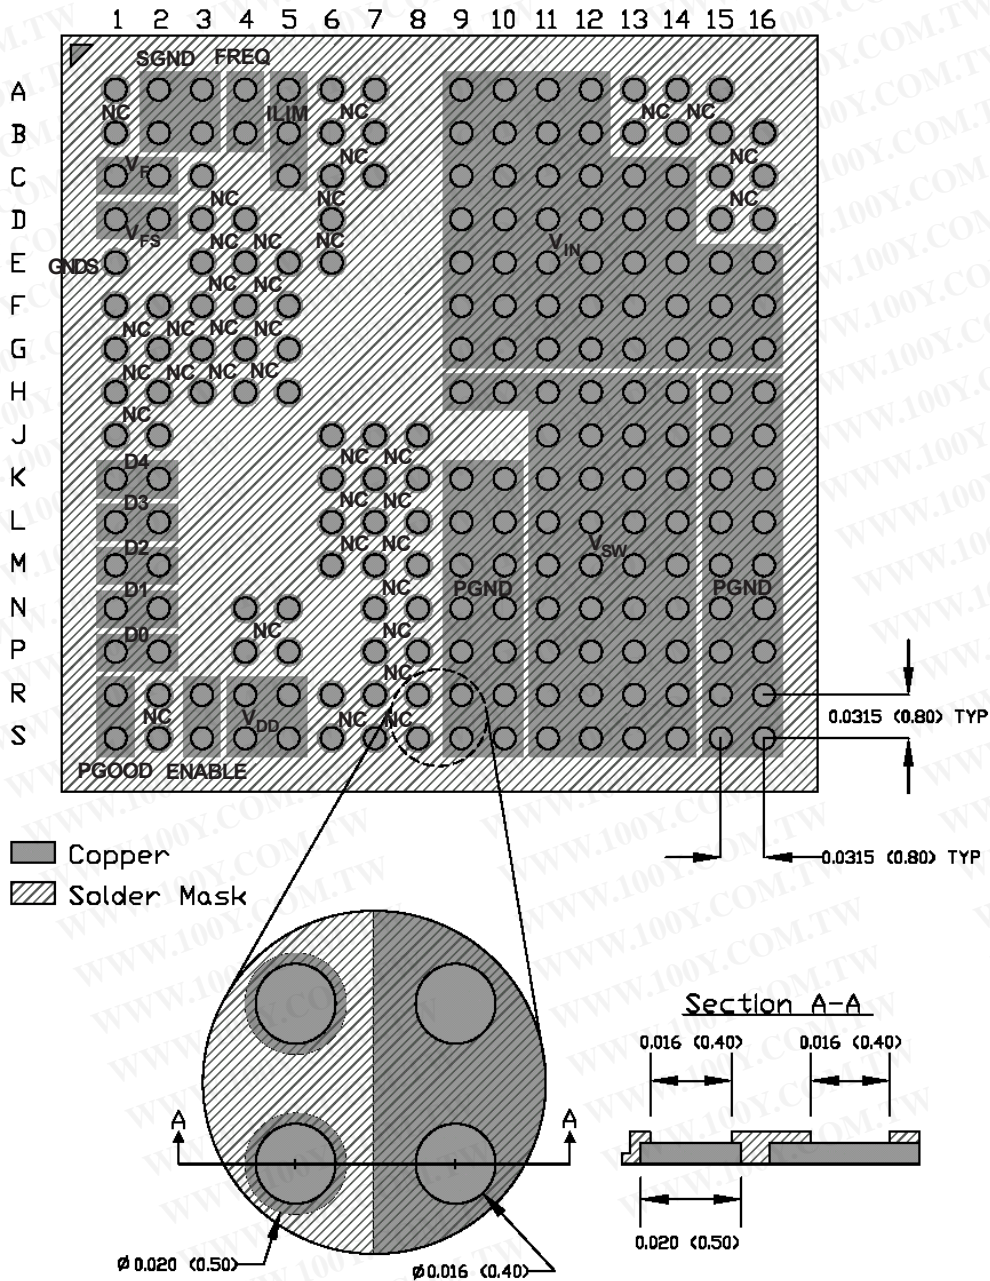 1 2 3 4 5 6 7 8 9 10 11 12 13 14 15 16
SGND FREQ
A
NC ILIM NC NC NC
B
NC NC
C VF
NC NC NC
D
VFS NC NC NC VIN
E GNDS
NC NC
F
NC NC NC NC
G
NC NC NC NC
H
NC
J
D4 NC NC
K
D3 NC NC
L
D2 NC NC VSW
M
D1 NC PGND PGND
N
D0 NC NC
P
NC
R
NC VDD NC NC 0.0315 (0.80) TYP
S
PGOOD ENABLE
Copper
0.0315 (0.80) TYP
Solder Mask
Section A-A
0.016 (0.40) 0.016 (0.40)
A A
0.020 (0.50)
Ø0.020 (0.50)
Ø0.016 (0.40)
WWW.100Y.COM.TW